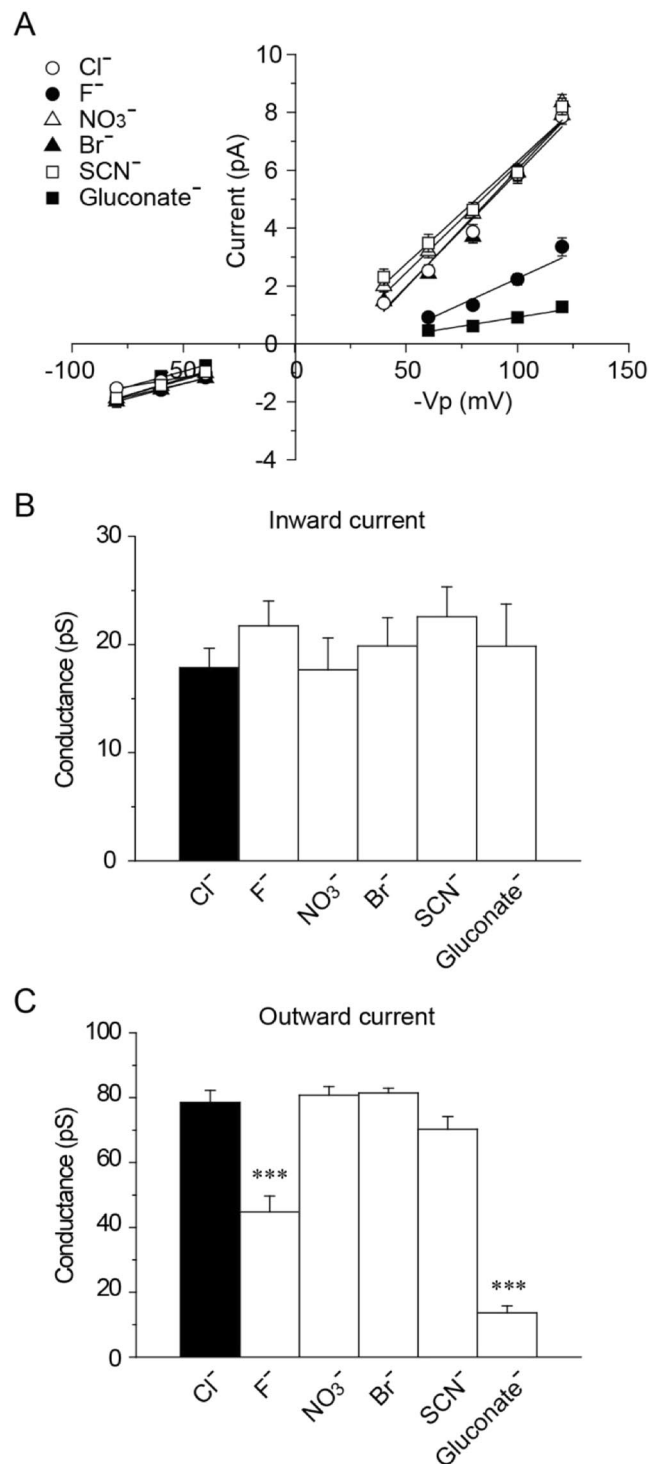 A
Cl⁻
F⁻
NO₃⁻
Br⁻
SCN⁻
Gluconate⁻
Current (pA)
10
8
6
4
2
0
-2
-4
-100
-50
0
50
100
150
-Vp (mV)
B
Inward current
Conductance (pS)
30
20
10
0
Cl⁻
F⁻
NO₃⁻
Br⁻
SCN⁻
Gluconate⁻
C
Outward current
Conductance (pS)
100
80
60
40
20
0
***
***
Cl⁻
F⁻
NO₃⁻
Br⁻
SCN⁻
Gluconate⁻